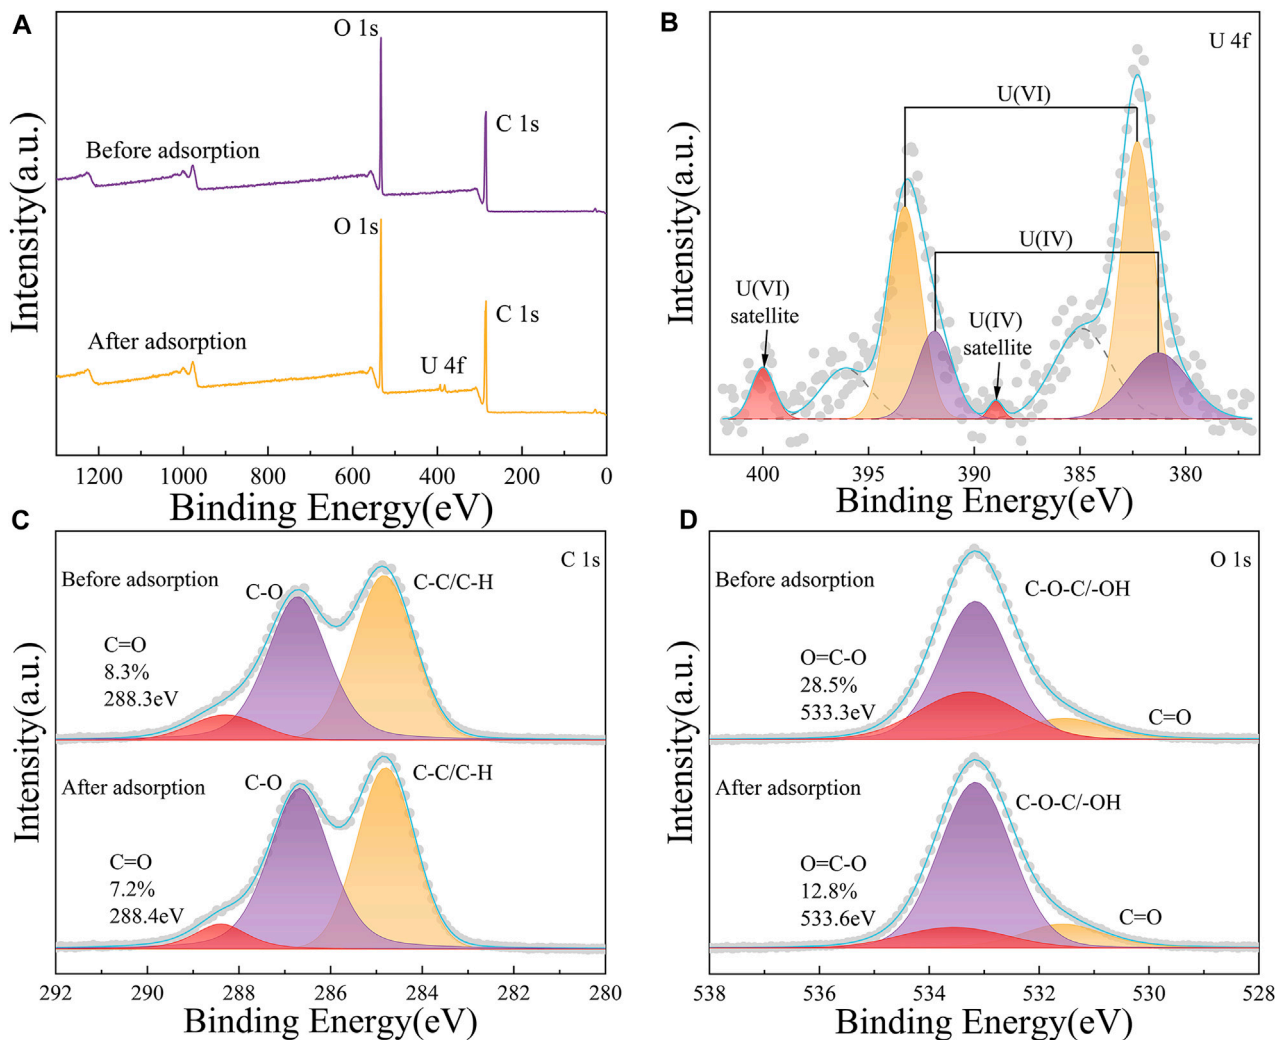 A
O 1s
C 1s
Before adsorption
O 1s
C 1s
After adsorption
U 4f
Intensity(a.u.)
1200 1000 800 600 400 200 0
Binding Energy(eV)
B
U 4f
U(VI)
U(IV)
U(VI)
satellite
U(IV)
satellite
Intensity(a.u.)
400 395 390 385 380
Binding Energy(eV)
C
C 1s
Before adsorption
C-O
C-C/C-H
C=O
8.3%
288.3eV
After adsorption
C-O
C-C/C-H
C=O
7.2%
288.4eV
Intensity(a.u.)
292 290 288 286 284 282 280
Binding Energy(eV)
D
O 1s
Before adsorption
C-O-C/-OH
O=C-O
28.5%
533.3eV
C=O
After adsorption
C-O-C/-OH
O=C-O
12.8%
533.6eV
C=O
Intensity(a.u.)
538 536 534 532 530 528
Binding Energy(eV)